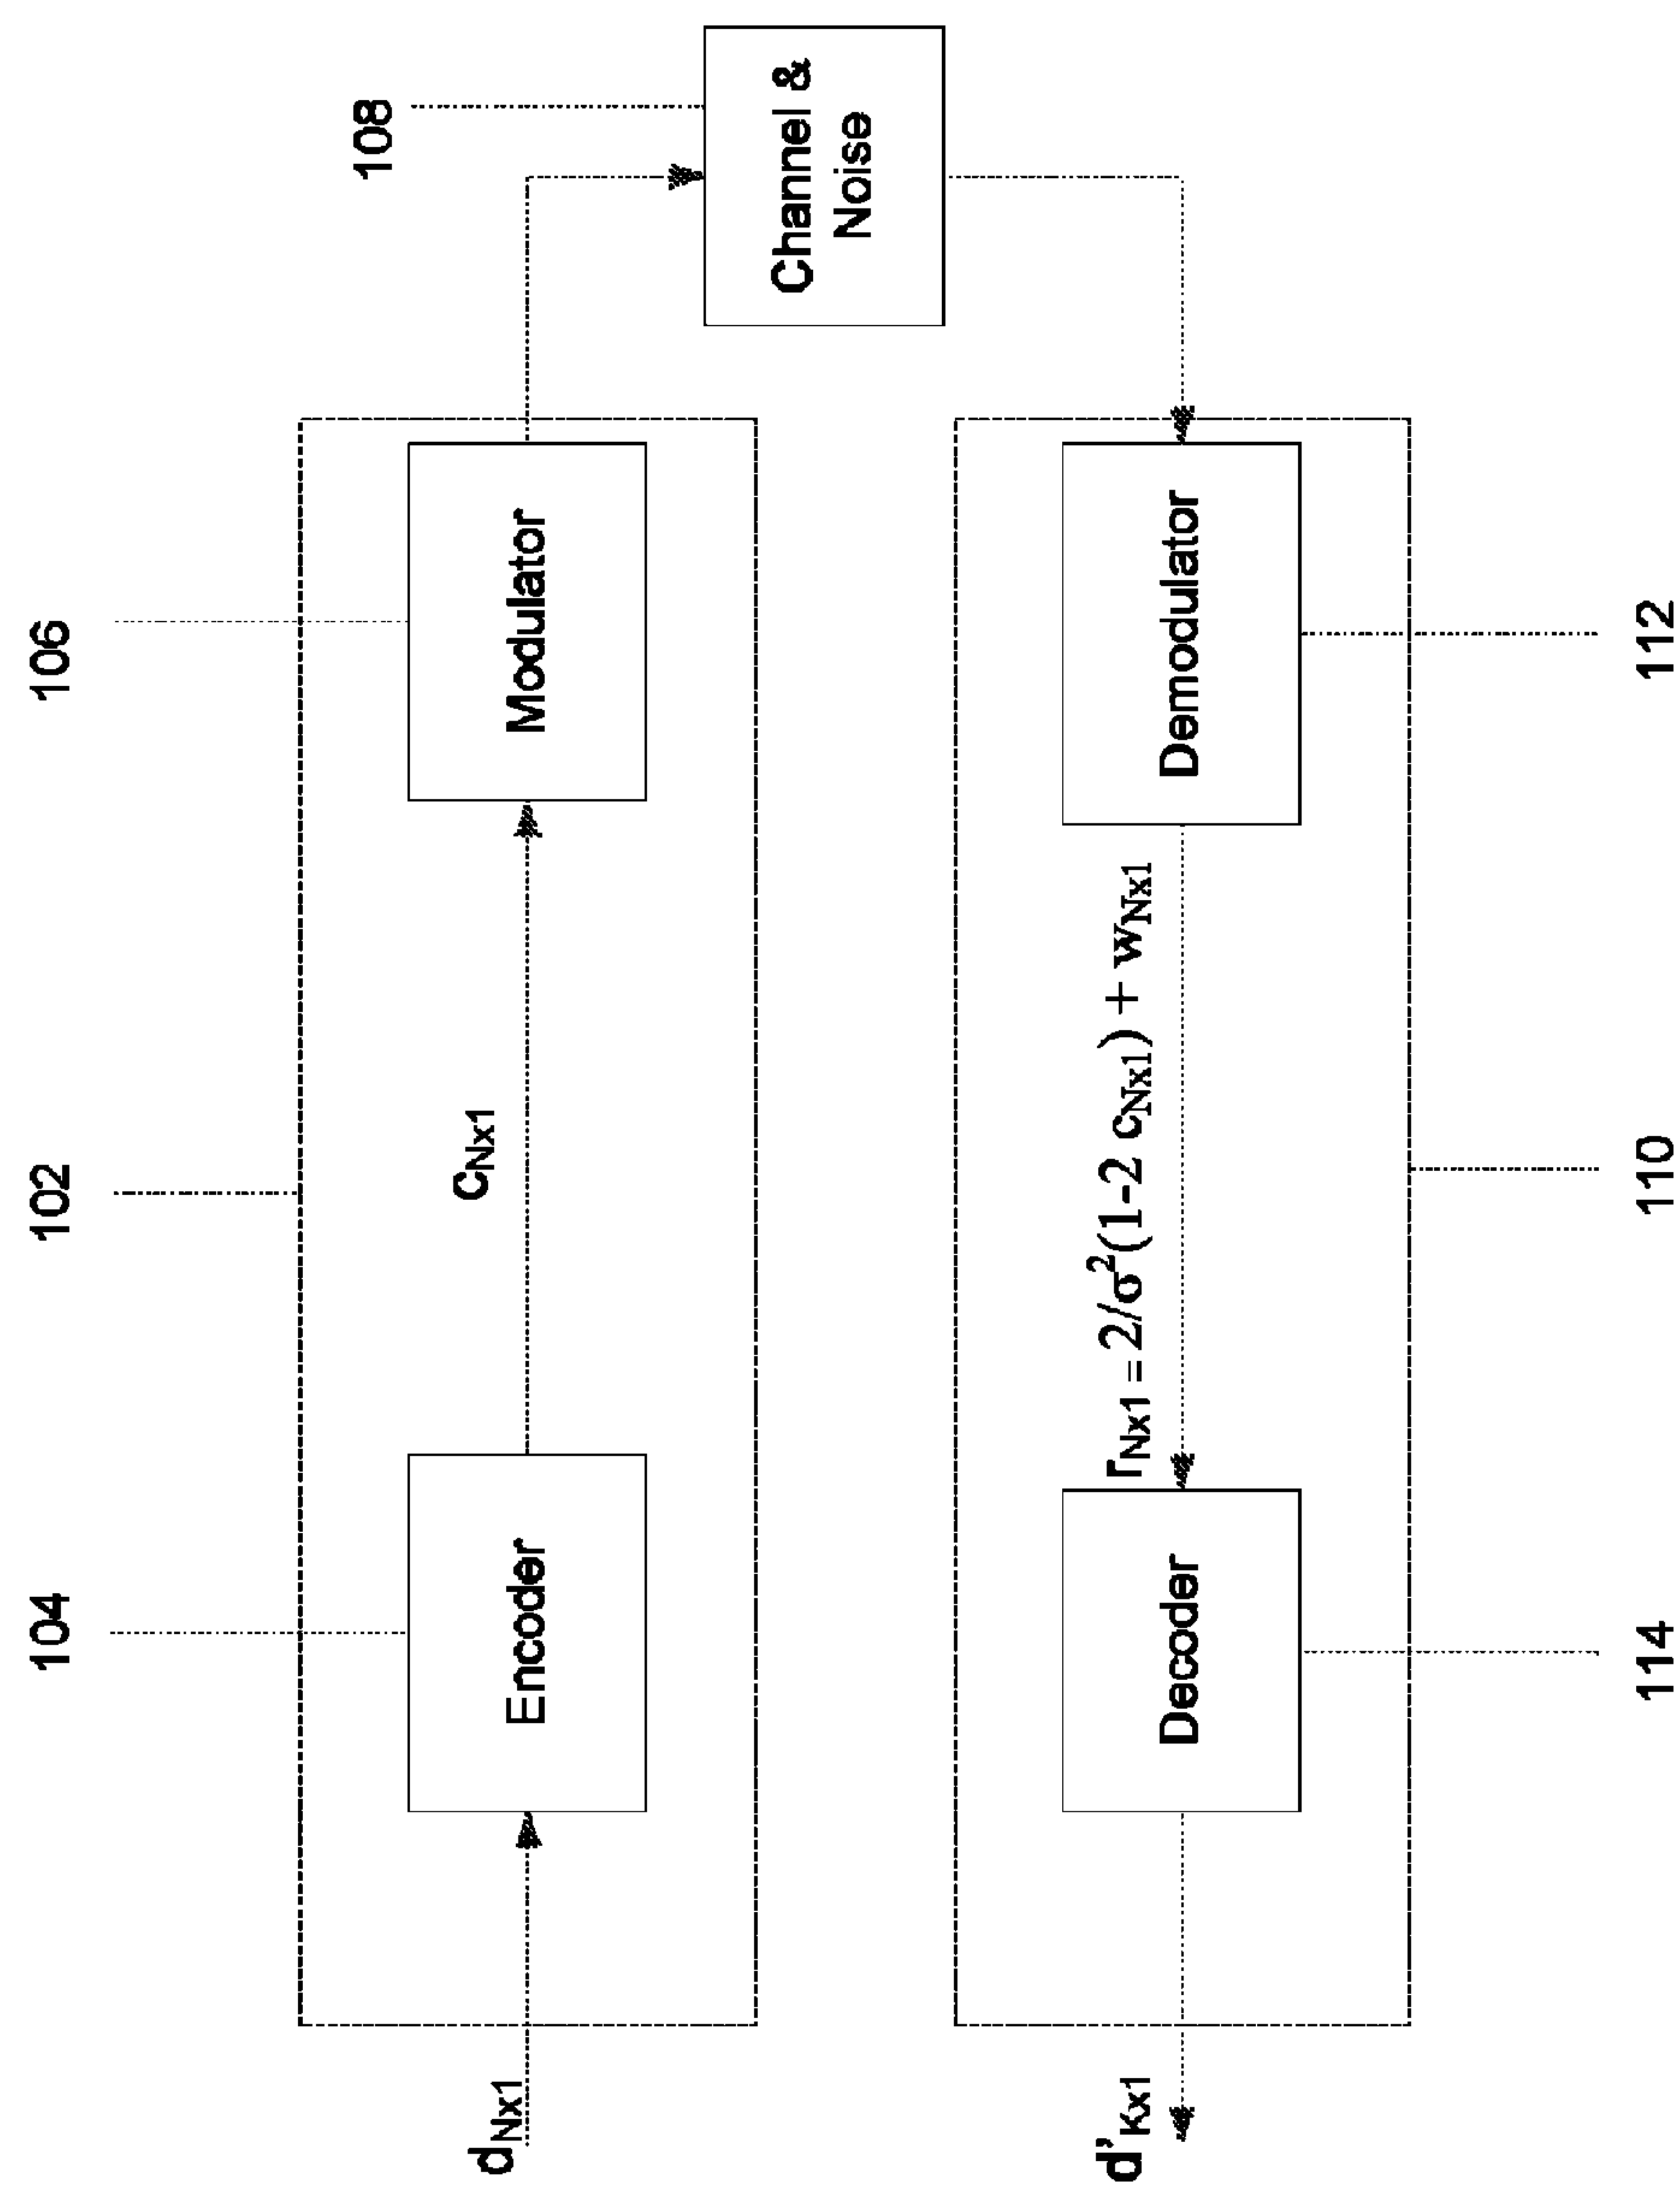 104
102
106
108
d_Nx1
Encoder
c_Nx1
Modulator
Channel &
Noise
d'_Kx1
Decoder
r_Nx1 = 2/σ²(1-2 c_Nx1) + w_Nx1
Demodulator
114
110
112